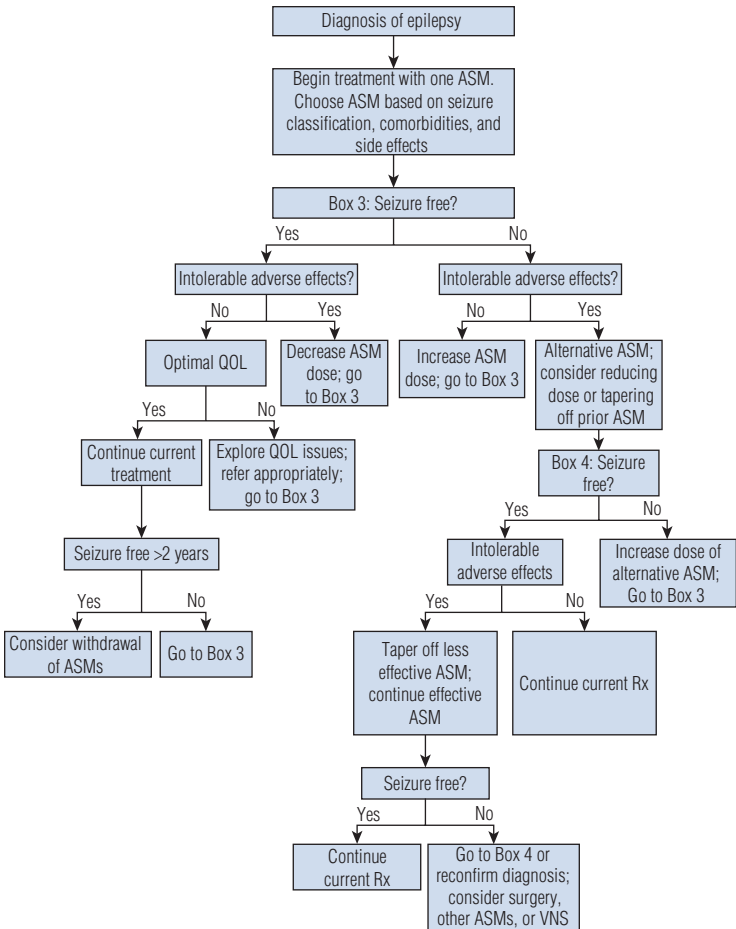 Diagnosis of epilepsy
Begin treatment with one ASM.
Choose ASM based on seizure
classification, comorbidities, and
side effects
Box 3: Seizure free?
Yes
No
Intolerable adverse effects?
Intolerable adverse effects?
No
Yes
No
Yes
Optimal QOL
Decrease ASM
dose; go
to Box 3
Increase ASM
dose; go to Box 3
Alternative ASM;
consider reducing
dose or tapering
off prior ASM
Yes
No
Continue current
treatment
Explore QOL issues;
refer appropriately;
go to Box 3
Box 4: Seizure
free?
Yes
No
Seizure free >2 years
Intolerable
adverse effects
Increase dose of
alternative ASM;
Go to Box 3
Yes
No
Yes
No
Consider withdrawal
of ASMs
Go to Box 3
Taper off less
effective ASM;
continue effective
ASM
Continue current Rx
Seizure free?
Yes
No
Continue
current Rx
Go to Box 4 or
reconfirm diagnosis;
consider surgery,
other ASMs, or VNS